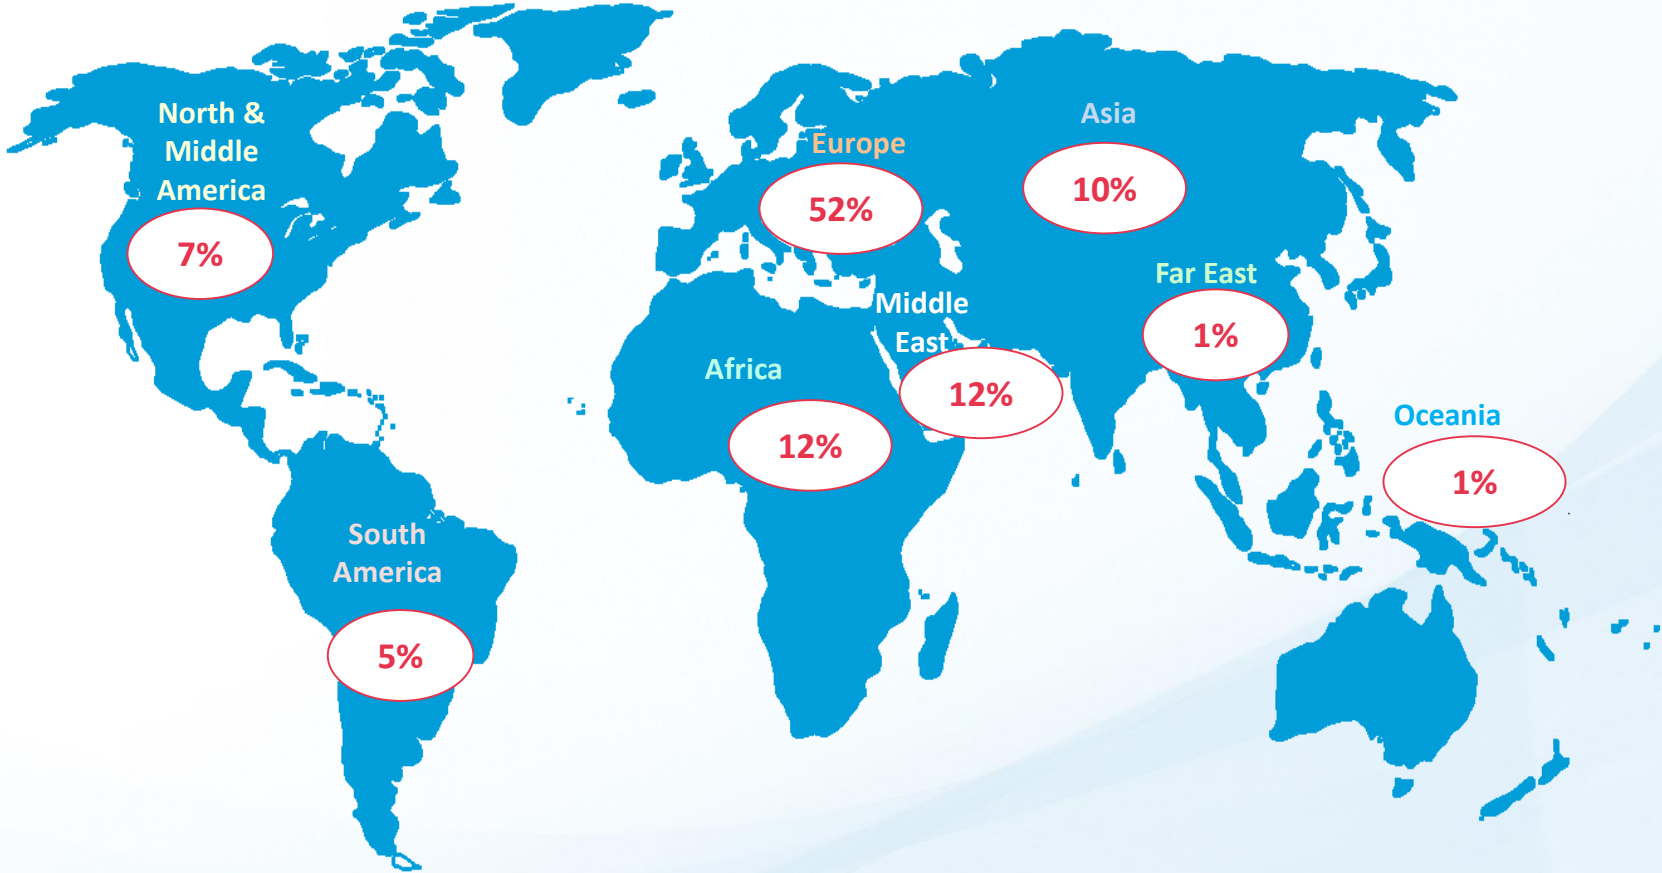 North &
Middle
America
7%
South
America
5%
Europe
52%
Africa
12%
Middle
East
12%
Asia
10%
Far East
1%
Oceania
1%